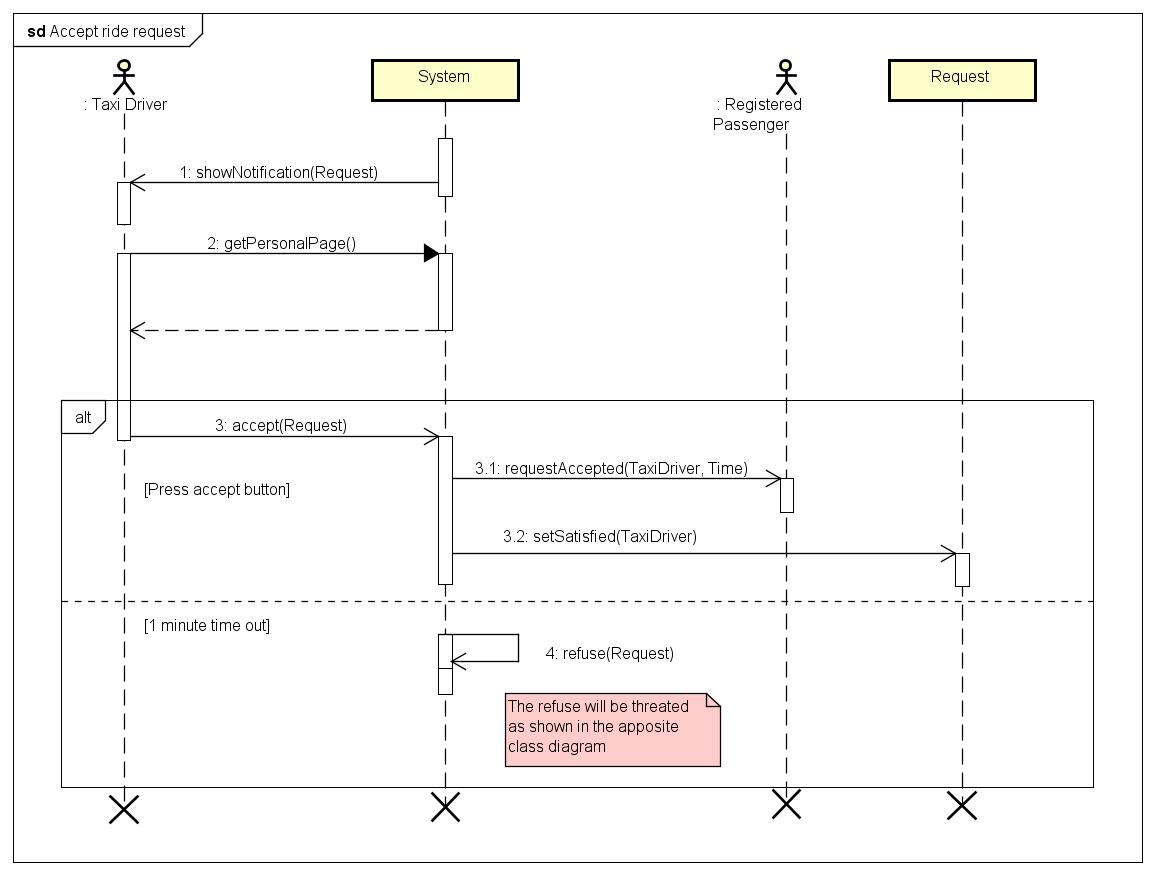 sd Accept ride request
: Taxi Driver
System
: Registered
Passenger
Request
1: showNotification(Request)
2: getPersonalPage()
alt
3: accept(Request)
3.1: requestAccepted(TaxiDriver, Time)
[Press accept button]
3.2: setSatisfied(TaxiDriver)
[1 minute time out]
4: refuse(Request)
The refuse will be threated
as shown in the apposite
class diagram